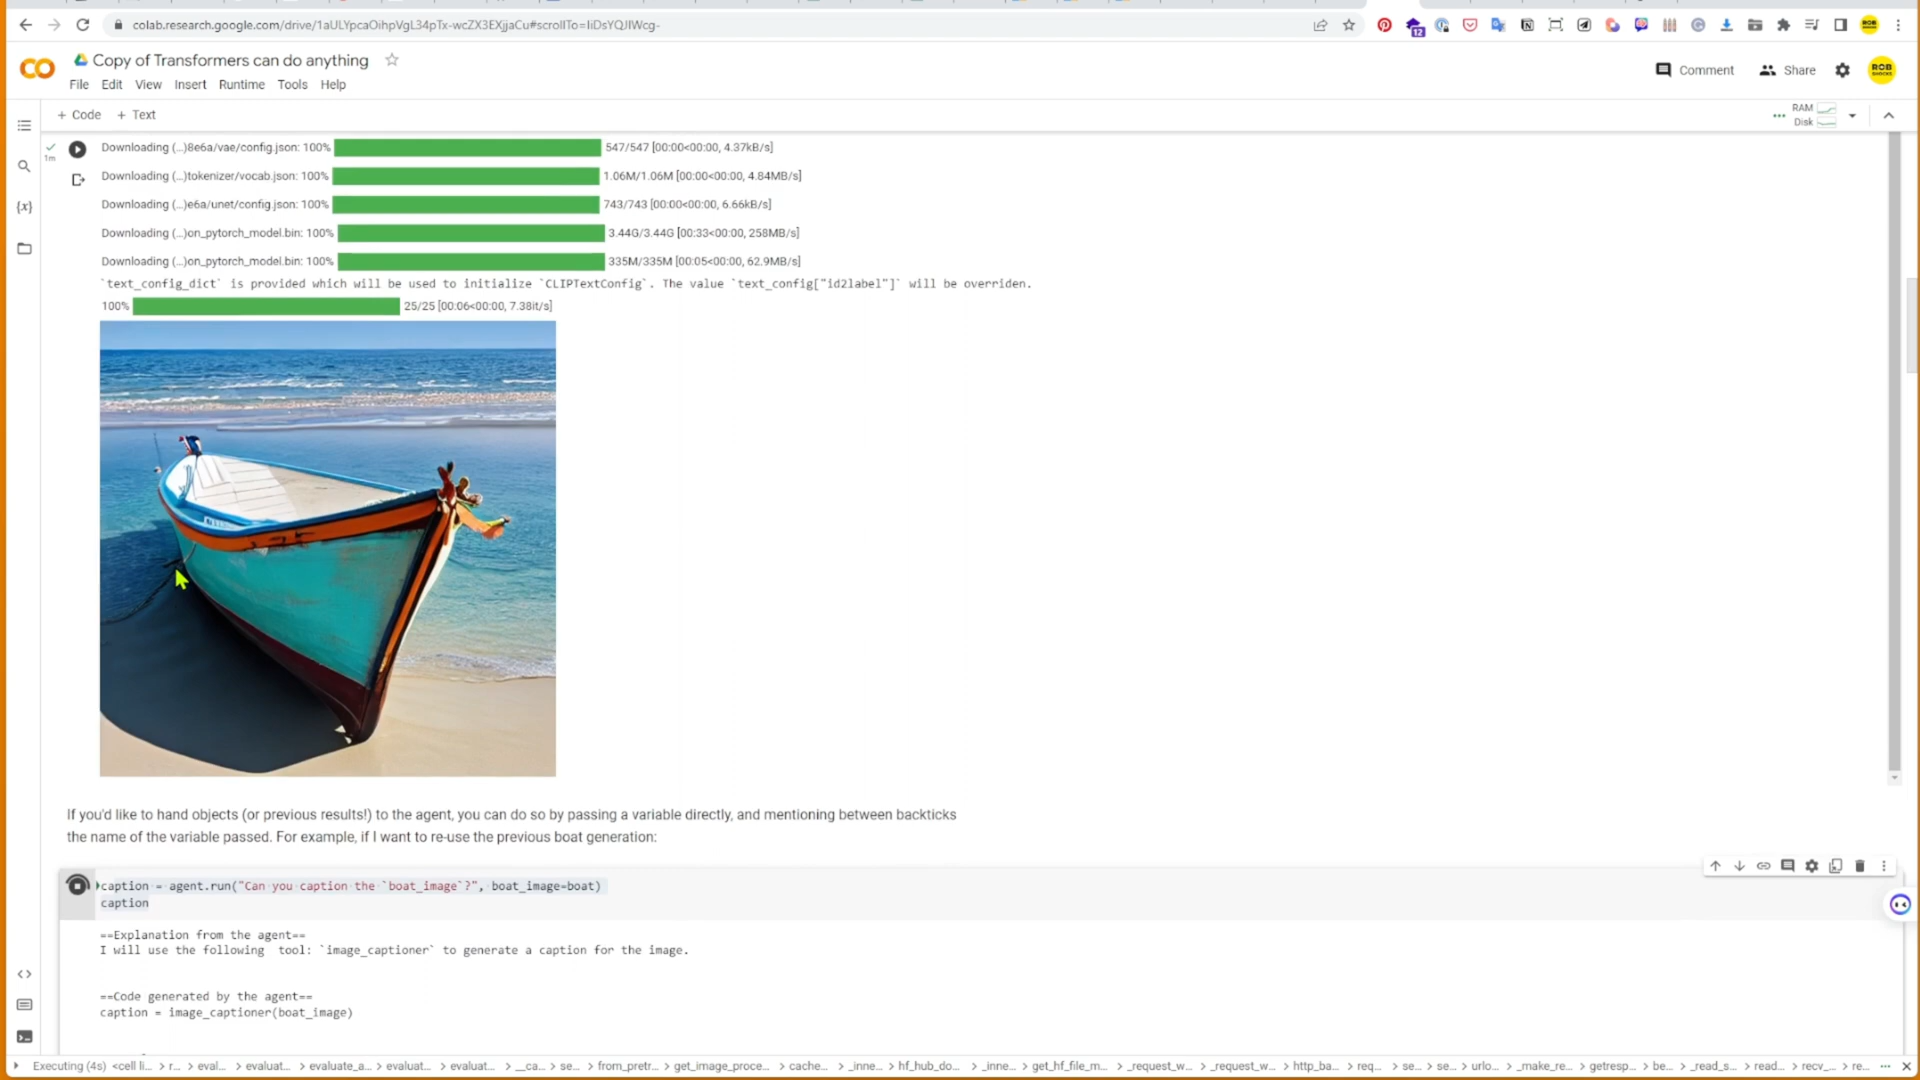 colab.research.google.com/drive/1aULYpcaOihpVgL34pTx-wcZX3EXjjaCu#scrollTo=IiDsYQJIWcg-
12
ROB
Copy of Transformers can do anything
Comment
Share
ROB
SHOCKS
File Edit View Insert Runtime Tools Help
+ Code + Text
RAM
Disk
1m
Downloading (…)8e6a/vae/config.json: 100% 547/547 [00:00<00:00, 4.37kB/s]
Downloading (…)tokenizer/vocab.json: 100% 1.06M/1.06M [00:00<00:00, 4.84MB/s]
{x}
Downloading (…)e6a/unet/config.json: 100% 743/743 [00:00<00:00, 6.66kB/s]
Downloading (…)on_pytorch_model.bin: 100% 3.44G/3.44G [00:33<00:00, 258MB/s]
Downloading (…)on_pytorch_model.bin: 100% 335M/335M [00:05<00:00, 62.9MB/s]
`text_config_dict` is provided which will be used to initialize `CLIPTextConfig`. The value `text_config["id2label"]` will be overriden.
100% 25/25 [00:06<00:00, 7.38it/s]
If you'd like to hand objects (or previous results!) to the agent, you can do so by passing a variable directly, and mentioning between backticks
the name of the variable passed. For example, if I want to re-use the previous boat generation:
caption = agent.run("Can you caption the `boat_image`?", boat_image=boat)
caption
==Explanation from the agent==
I will use the following  tool: `image_captioner` to generate a caption for the image.
==Code generated by the agent==
caption = image_captioner(boat_image)
Executing (4s) <cell li… > r… > eval… > evaluat… > evaluate_a… > evaluat… > evaluat… > __ca… > se… > from_pretr… > get_image_proce… > cache… > _inne… > hf_hub_do… > _inne… > get_hf_file_m… > _request_w… > _request_w… > http_ba… > req… > se… > se… > urlo… > _make_re… > getresp… > be… > _read_s… > read… > recv_… > re…